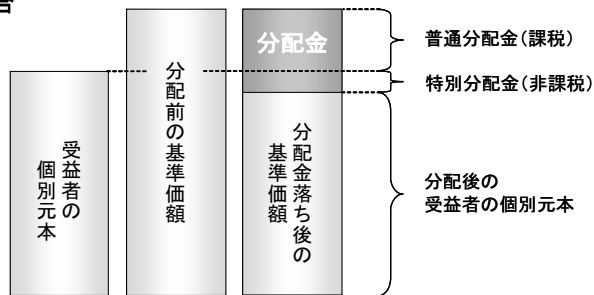 分配金
普通分配金(課税)
特別分配金(非課税)
受益者の
個別元本
分配前の基準価額
分配金落ち後の
基準価額
分配後の
受益者の個別元本